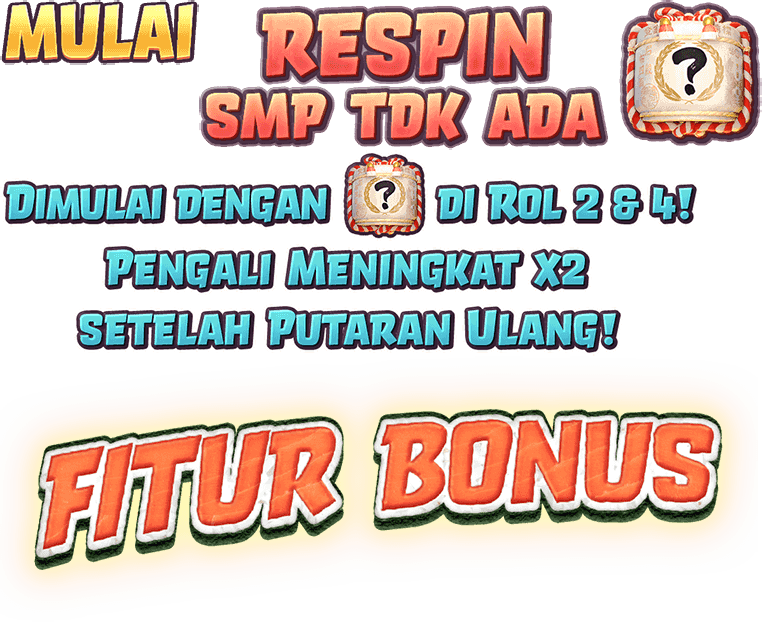 MULAI
RESPIN
SMP TDK ADA ?
DIMULAI DENGAN ? DI ROL 2 & 4!
PENGALI MENINGKAT X2
SETELAH PUTARAN ULANG!
FITUR BONUS